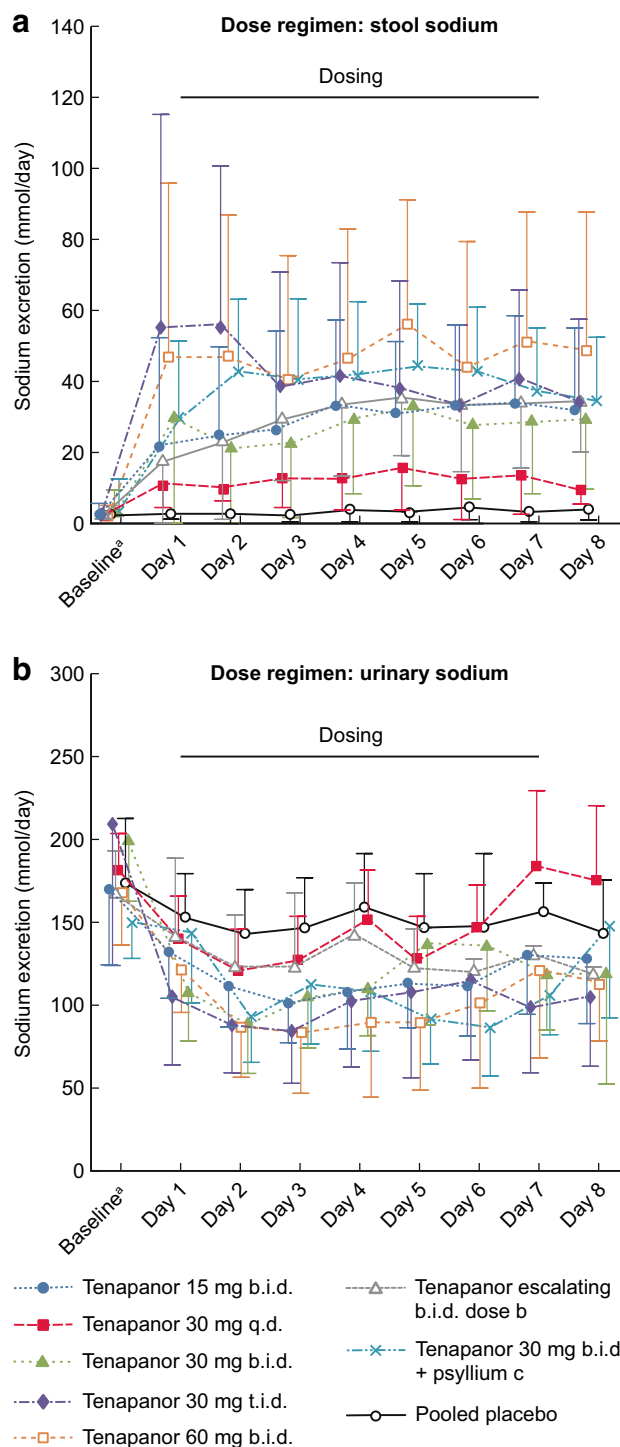 a
Dose regimen: stool sodium
Dosing
Sodium excretion (mmol/day)
140
120
100
80
60
40
20
0
Baselineᵃ
Day 1
Day 2
Day 3
Day 4
Day 5
Day 6
Day 7
Day 8
b
Dose regimen: urinary sodium
Dosing
Sodium excretion (mmol/day)
300
250
200
150
100
50
0
Baselineᵃ
Day 1
Day 2
Day 3
Day 4
Day 5
Day 6
Day 7
Day 8
Tenapanor 15 mg b.i.d.
Tenapanor 30 mg q.d.
Tenapanor 30 mg b.i.d.
Tenapanor 30 mg t.i.d.
Tenapanor 60 mg b.i.d.
Tenapanor escalating
b.i.d. dose b
Tenapanor 30 mg b.i.d
+ psyllium c
Pooled placebo